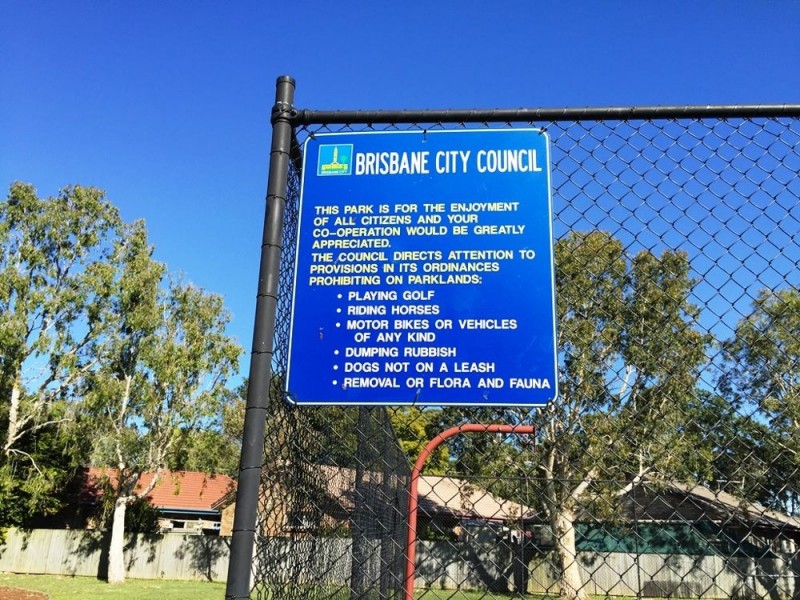 BRISBANE CITY
BRISBANE CITY COUNCIL
THIS PARK IS FOR THE ENJOYMENT
OF ALL CITIZENS AND YOUR
CO-OPERATION WOULD BE GREATLY
APPRECIATED.
THE COUNCIL DIRECTS ATTENTION TO
PROVISIONS IN ITS ORDINANCES
PROHIBITING ON PARKLANDS:
• PLAYING GOLF
• RIDING HORSES
• MOTOR BIKES OR VEHICLES
OF ANY KIND
• DUMPING RUBBISH
• DOGS NOT ON A LEASH
• REMOVAL OR FLORA AND FAUNA